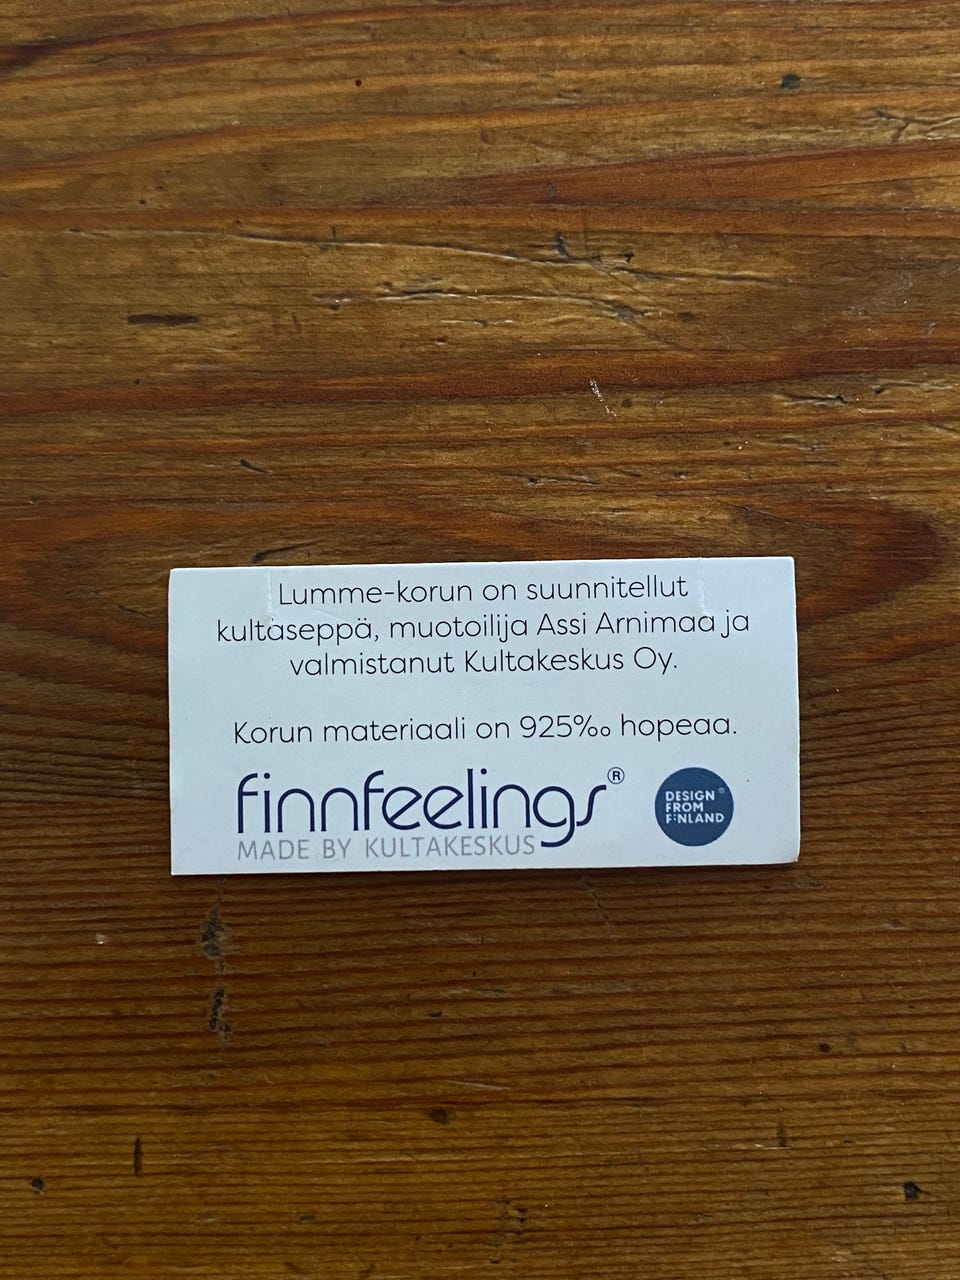 Lumme-korun on suunnitellut
kultaseppä, muotoilija Assi Arnimaa ja
valmistanut Kultakeskus Oy.
Korun materiaali on 925‰ hopeaa.
finnfeelings®
MADE BY KULTAKESKUS
DESIGN®
FROM
FINLAND